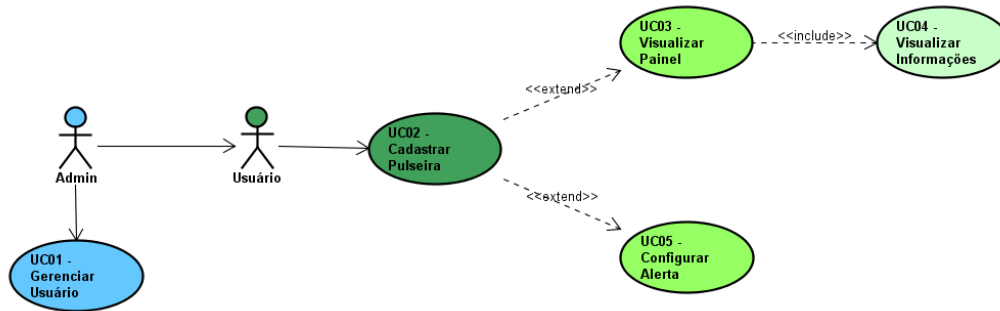 UC03 -
Visualizar
Painel
<<include>>
UC04 -
Visualizar
Informações
<<extend>>
Admin
Usuário
UC02 -
Cadastrar
Pulseira
<<extend>>
UC01 -
Gerenciar
Usuário
UC05 -
Configurar
Alerta